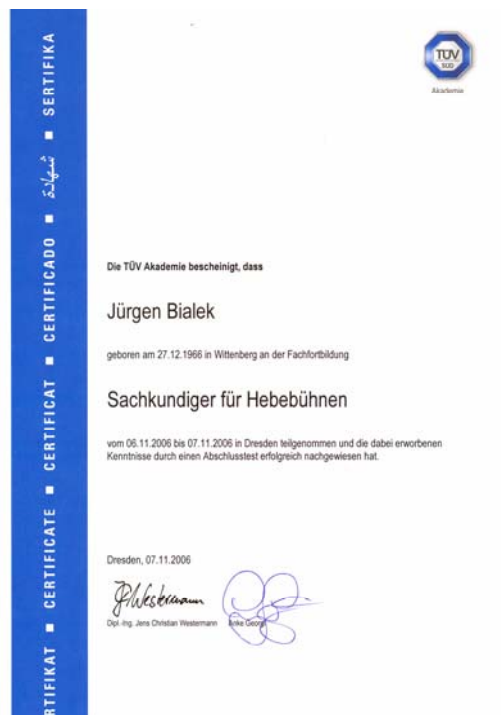 TÜV
SÜD
Akademie
RTIFIKAT ■ CERTIFICATE ■ CERTIFICAT ■ CERTIFICADO ■ شهادة ■ SERTIFIKA
Die TÜV Akademie bescheinigt, dass
Jürgen Bialek
geboren am 27.12.1966 in Wittenberg an der Fachfortbildung
Sachkundiger für Hebebühnen
vom 06.11.2006 bis 07.11.2006 in Dresden teilgenommen und die dabei erworbenen
Kenntnisse durch einen Abschlusstest erfolgreich nachgewiesen hat.
Dresden, 07.11.2006
Dipl.-Ing. Jens Christian Westermann Anke Georgi